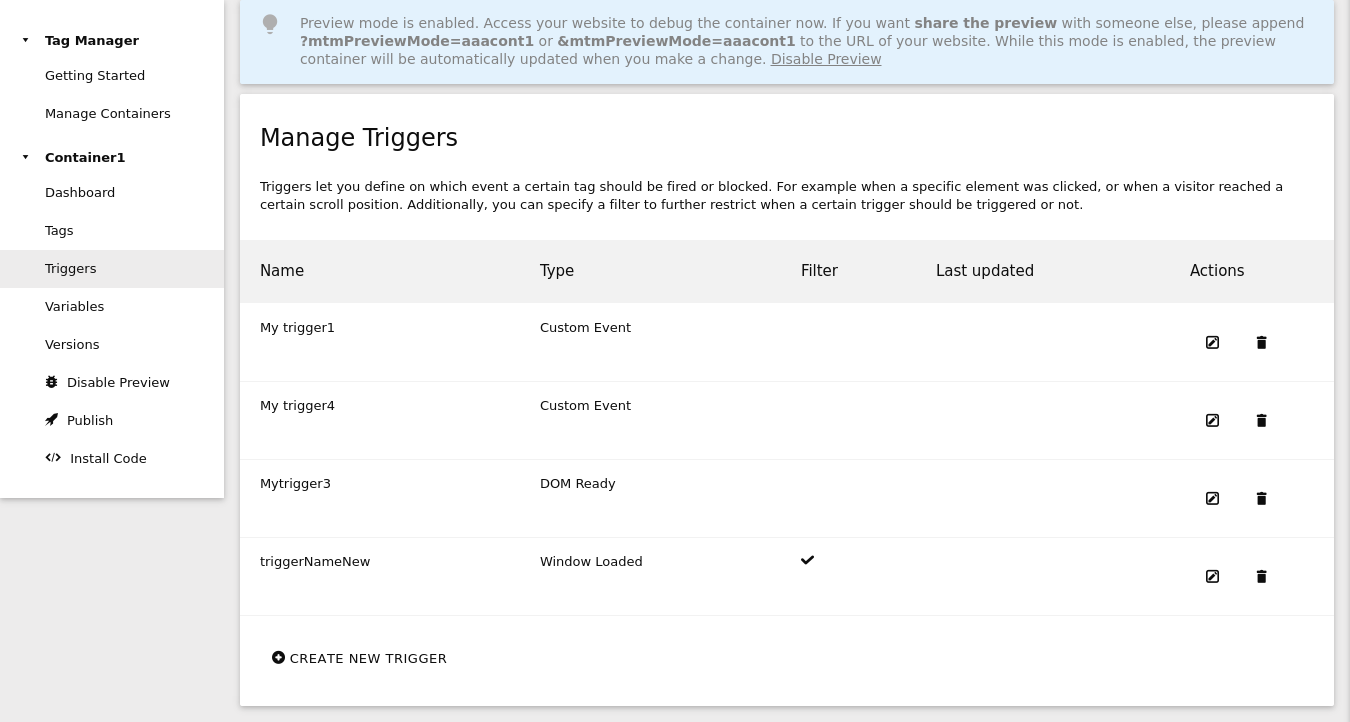 Tag Manager
Getting Started
Manage Containers
Container1
Dashboard
Tags
Triggers
Variables
Versions
Disable Preview
Publish
Install Code
Preview mode is enabled. Access your website to debug the container now. If you want share the preview with someone else, please append
?mtmPreviewMode=aaacont1 or &mtmPreviewMode=aaacont1 to the URL of your website. While this mode is enabled, the preview
container will be automatically updated when you make a change. Disable Preview
Manage Triggers
Triggers let you define on which event a certain tag should be fired or blocked. For example when a specific element was clicked, or when a visitor reached a
certain scroll position. Additionally, you can specify a filter to further restrict when a certain trigger should be triggered or not.
Name Type Filter Last updated Actions
My trigger1 Custom Event
My trigger4 Custom Event
Mytrigger3 DOM Ready
triggerNameNew Window Loaded
CREATE NEW TRIGGER